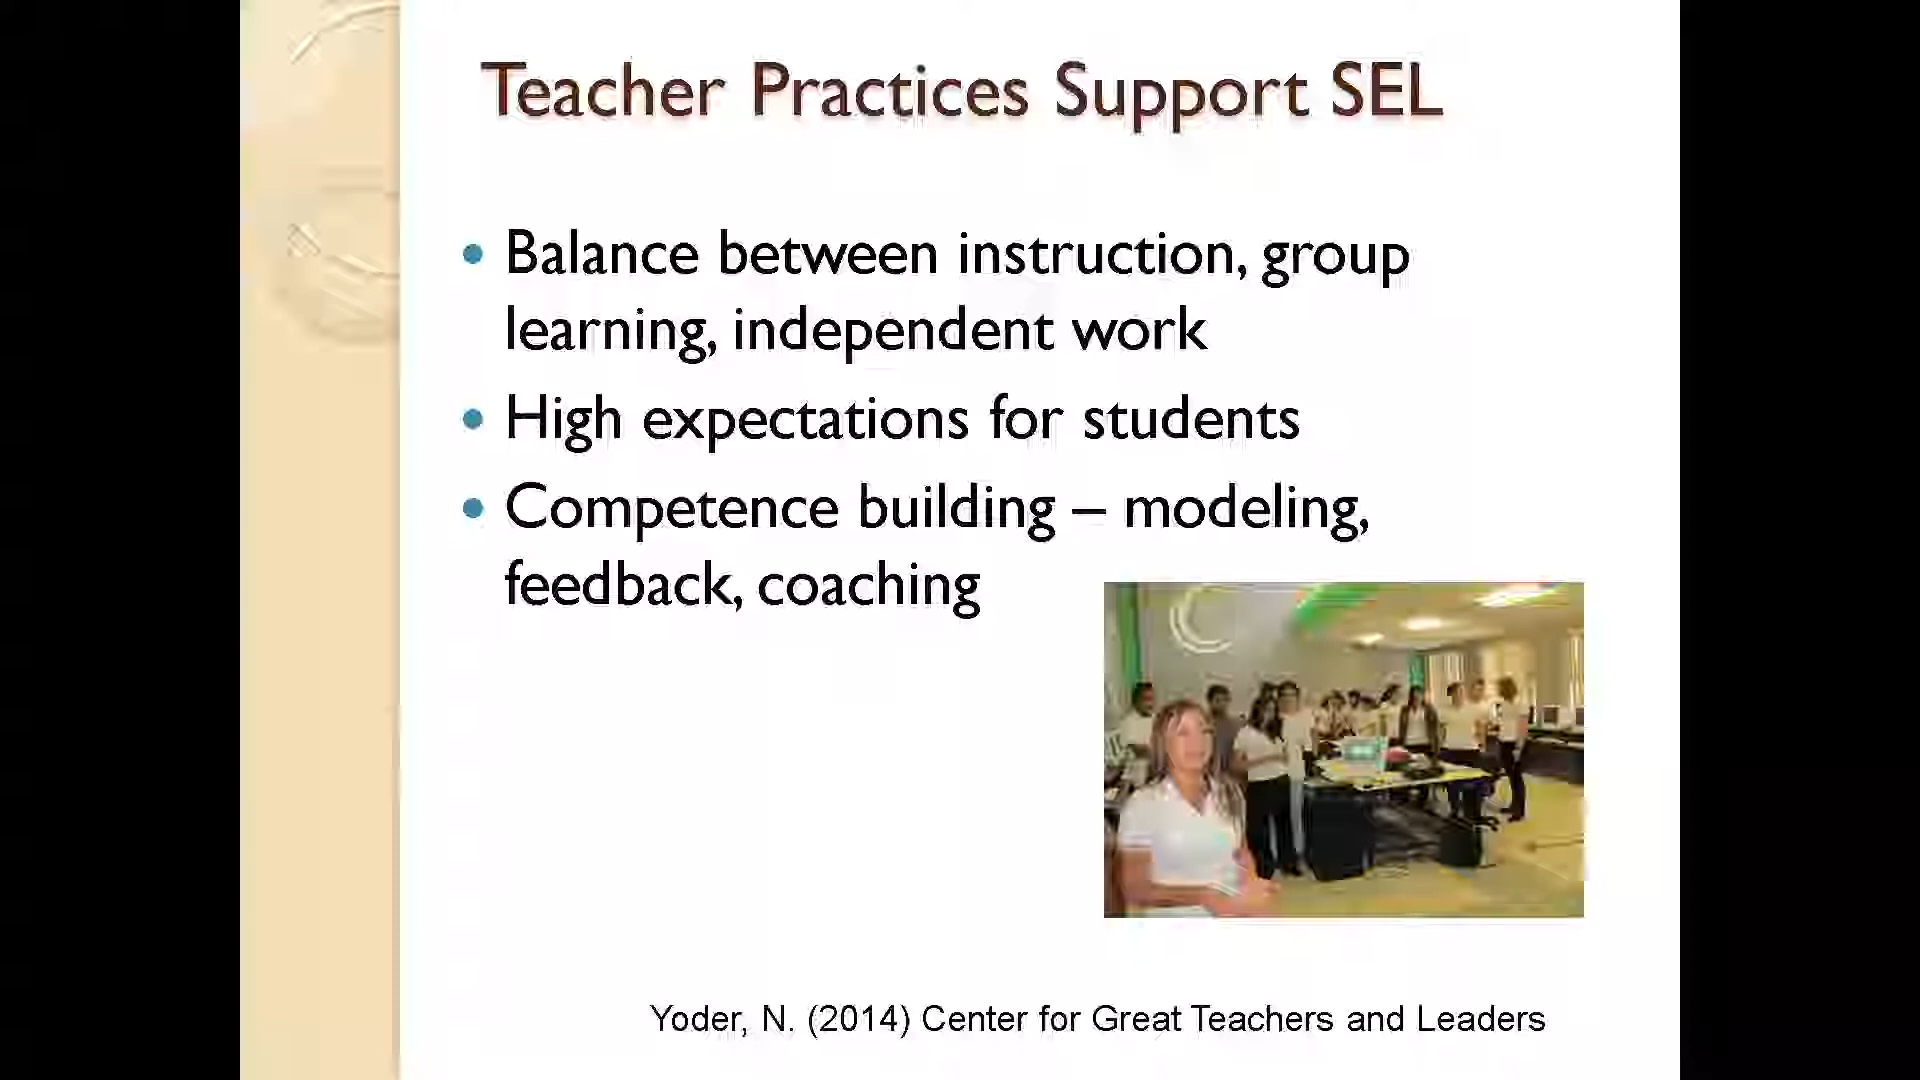 Teacher Practices Support SEL
• Balance between instruction, group
learning, independent work
• High expectations for students
• Competence building – modeling,
feedback, coaching
Yoder, N. (2014) Center for Great Teachers and Leaders